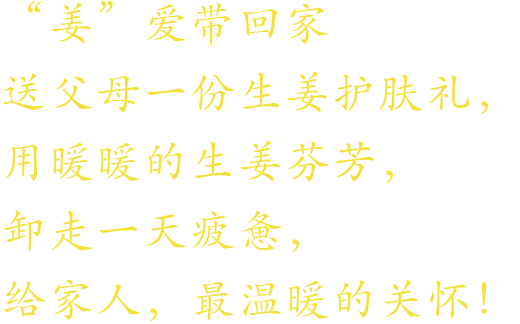 “姜”爱带回家
送父母一份生姜护肤礼，
用暖暖的生姜芬芳，
卸走一天疲惫，
给家人，最温暖的关怀！